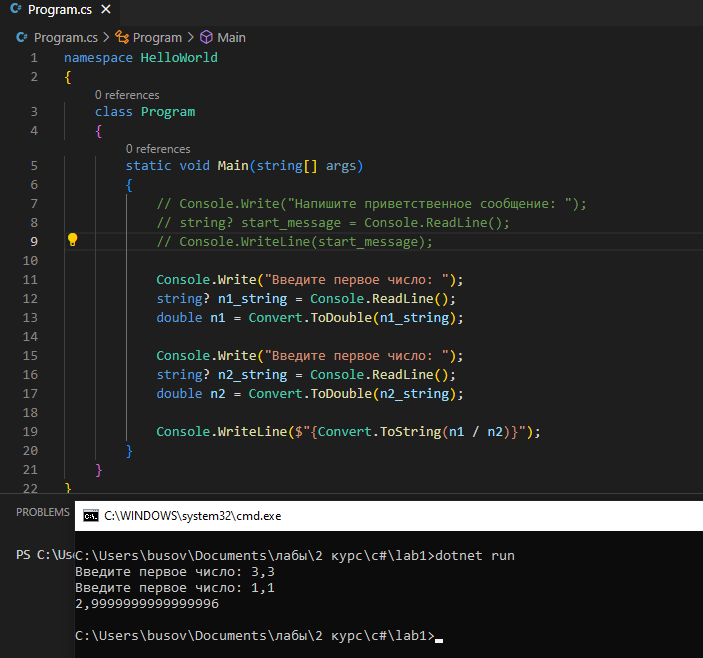 Program.cs
Program.cs > Program > Main
1 namespace HelloWorld
2 {
0 references
3 class Program
4 {
0 references
5 static void Main(string[] args)
6 {
7 // Console.Write("Напишите приветственное сообщение: ");
8 // string? start_message = Console.ReadLine();
9 // Console.WriteLine(start_message);
10
11 Console.Write("Введите первое число: ");
12 string? n1_string = Console.ReadLine();
13 double n1 = Convert.ToDouble(n1_string);
14
15 Console.Write("Введите первое число: ");
16 string? n2_string = Console.ReadLine();
17 double n2 = Convert.ToDouble(n2_string);
18
19 Console.WriteLine($"{Convert.ToString(n1 / n2)}");
20 }
21 }
22 }
PROBLEMS
C:\WINDOWS\system32\cmd.exe
PS C:\Us
C:\Users\busov\Documents\лабы\2 курс\c#\lab1>dotnet run
Введите первое число: 3,3
Введите первое число: 1,1
2,9999999999999996
C:\Users\busov\Documents\лабы\2 курс\c#\lab1>